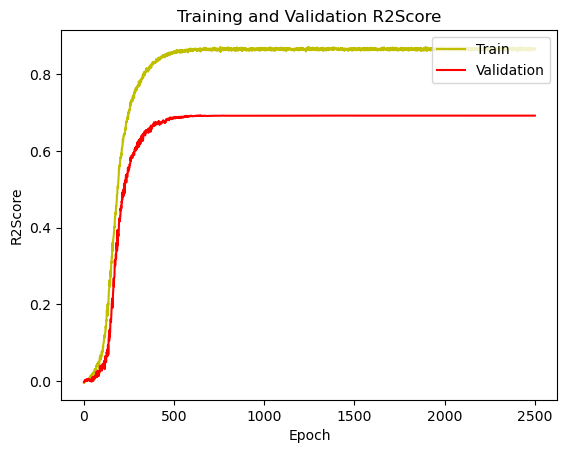 Training and Validation R2Score
Train
Validation
0.8
0.6
0.4
0.2
0.0
R2Score
0
500
1000
1500
2000
2500
Epoch